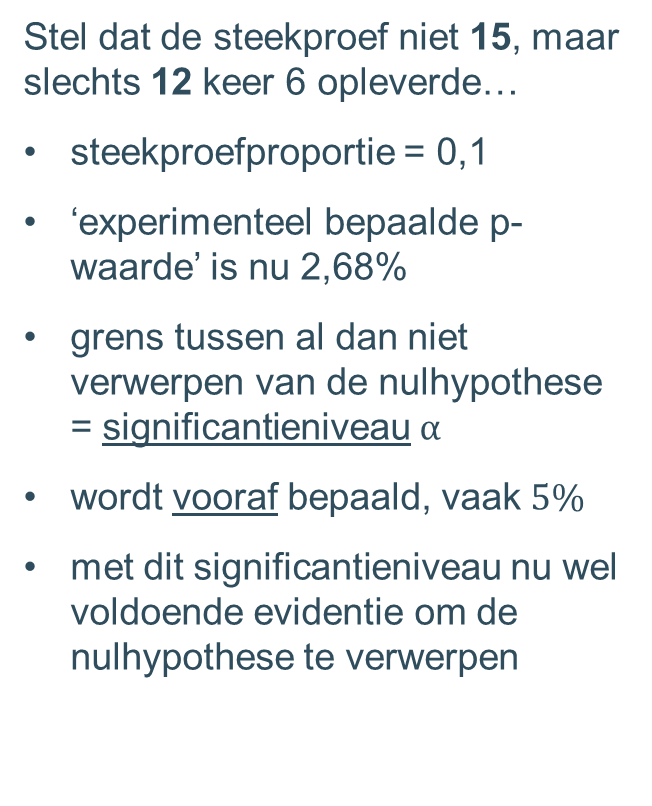 Stel dat de steekproef niet 15, maar
slechts 12 keer 6 opleverde…
• steekproefproportie = 0,1
• ‘experimenteel bepaalde p-
waarde’ is nu 2,68%
• grens tussen al dan niet
verwerpen van de nulhypothese
= significantieniveau α
• wordt vooraf bepaald, vaak 5%
• met dit significantieniveau nu wel
voldoende evidentie om de
nulhypothese te verwerpen